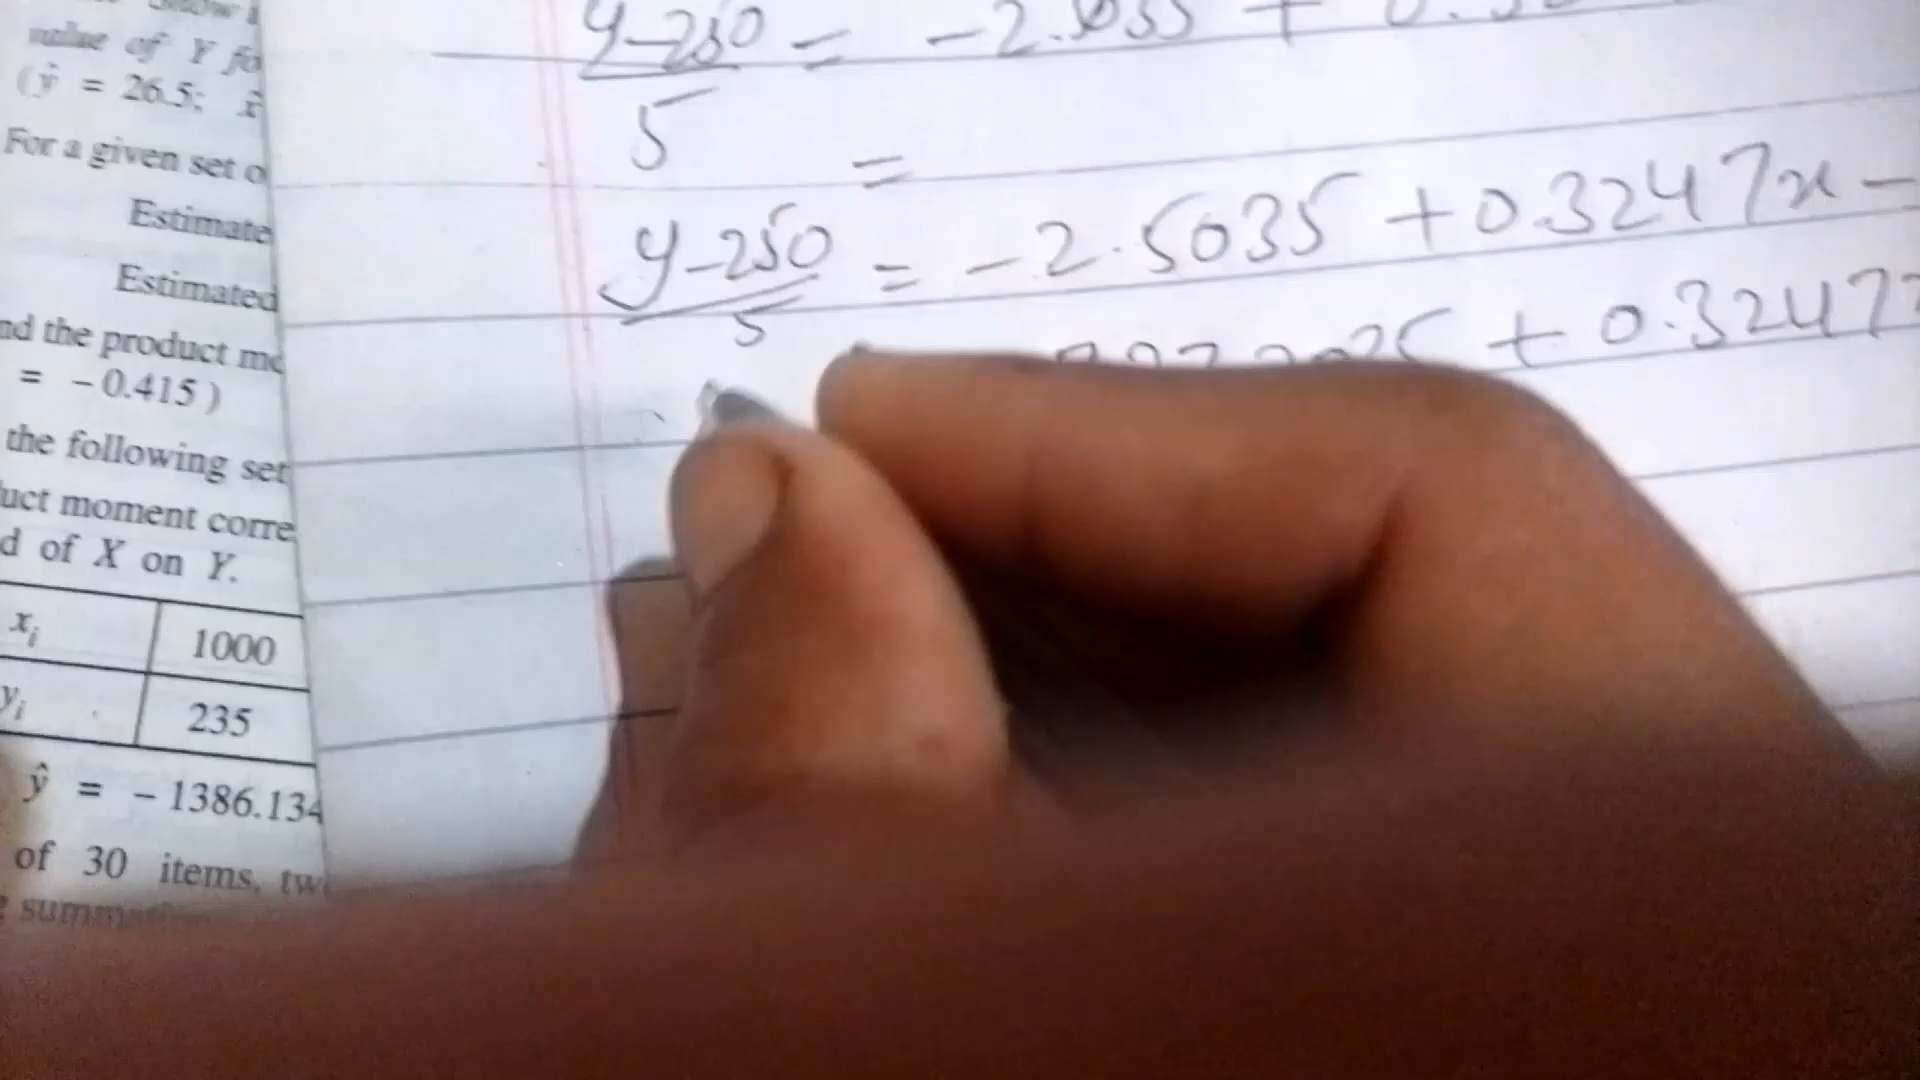 value of Y fo
(ŷ = 26.5; x̂
For a given set o
Estimate
Estimated
nd the product mo
= -0.415)
the following set
uct moment corre
d of X on Y.
xi 1000
yi 235
ŷ = - 1386.134
of 30 items, tw
y-250 = -2.
5
=
y-250 = -2.5035 + 0.3247x -
5
+ 0.3247